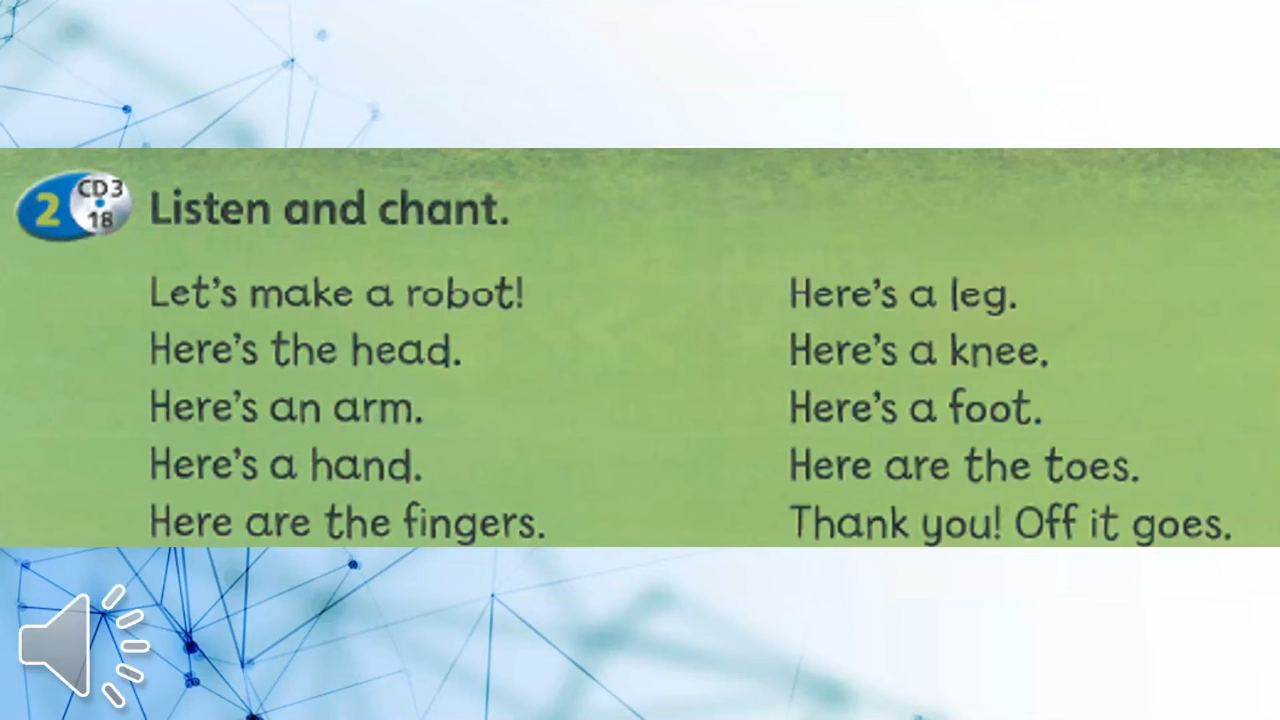 2 CD3
18
Listen and chant.
Let's make a robot!
Here's the head.
Here's an arm.
Here's a hand.
Here are the fingers.
Here's a leg.
Here's a knee.
Here's a foot.
Here are the toes.
Thank you! Off it goes.